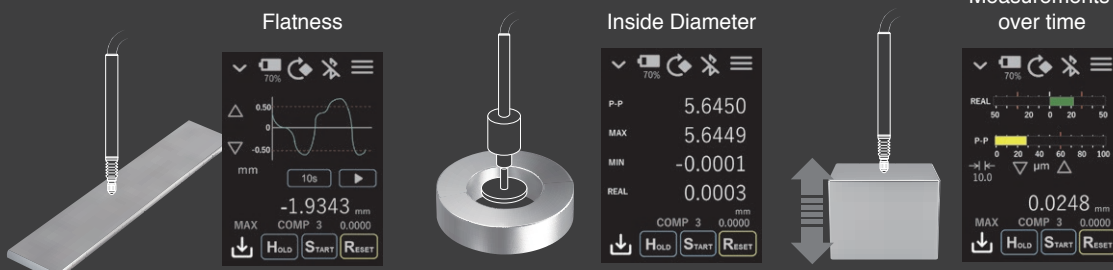 Flatness
70%
0.50
0
-0.50
mm
10s
-1.9343 mm
MAX COMP 3 0.0000
HOLD START RESET
Inside Diameter
70%
P-P 5.6450
MAX 5.6449
MIN -0.0001
REAL 0.0003
mm
COMP 3 0.0000
HOLD START RESET
Measurements
over time
70%
REAL
50 20 0 20 50
P-P
0 20 40 60 80 100
10.0 µm
0.0248 mm
MAX COMP 3 0.0000
HOLD START RESET